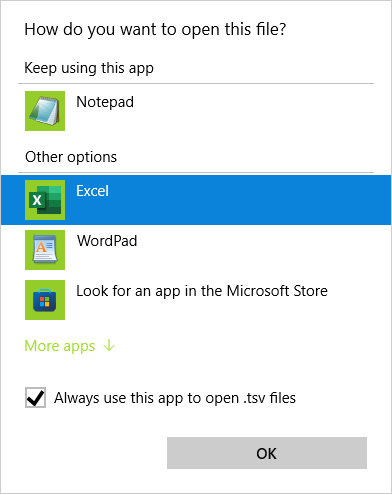 How do you want to open this file?
Keep using this app
Notepad
Other options
Excel
WordPad
Look for an app in the Microsoft Store
More apps ↓
Always use this app to open .tsv files
OK